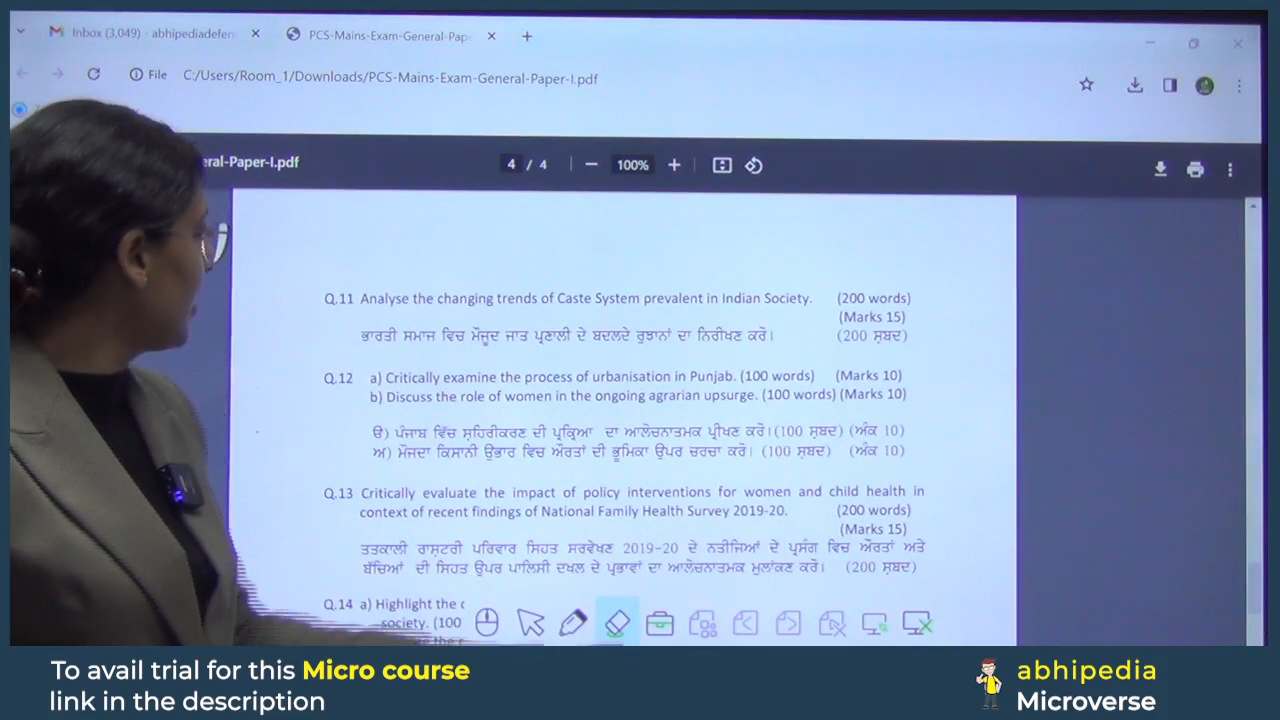 Inbox (3,049) - abhipediadefen
PCS-Mains-Exam-General-Pap
File C:/Users/Room_1/Downloads/PCS-Mains-Exam-General-Paper-I.pdf
eral-Paper-I.pdf
4 / 4
100%
Q.11 Analyse the changing trends of Caste System prevalent in Indian Society. (200 words)
(Marks 15)
ਭਾਰਤੀ ਸਮਾਜ ਵਿਚ ਮੌਜੂਦ ਜਾਤ ਪ੍ਰਣਾਲੀ ਦੇ ਬਦਲਦੇ ਰੁਝਾਨਾਂ ਦਾ ਨਿਰੀਖਣ ਕਰੋ। (200 ਸ਼ਬਦ)
Q.12 a) Critically examine the process of urbanisation in Punjab. (100 words) (Marks 10)
b) Discuss the role of women in the ongoing agrarian upsurge. (100 words) (Marks 10)
ੳ) ਪੰਜਾਬ ਵਿੱਚ ਸ਼ਹਿਰੀਕਰਣ ਦੀ ਪ੍ਰਕ੍ਰਿਆ ਦਾ ਆਲੋਚਨਾਤਮਕ ਪ੍ਰੀਖਣ ਕਰੋ। (100 ਸ਼ਬਦ) (ਅੰਕ 10)
ਅ) ਮੌਜਦਾ ਕਿਸਾਨੀ ਉਭਾਰ ਵਿਚ ਔਰਤਾਂ ਦੀ ਭੂਮਿਕਾ ਉਪਰ ਚਰਚਾ ਕਰੋ। (100 ਸ਼ਬਦ) (ਅੰਕ 10)
Q.13 Critically evaluate the impact of policy interventions for women and child health in
context of recent findings of National Family Health Survey 2019-20. (200 words)
(Marks 15)
ਤਤਕਾਲੀ ਰਾਸ਼ਟਰੀ ਪਰਿਵਾਰ ਸਿਹਤ ਸਰਵੇਖਣ 2019-20 ਦੇ ਨਤੀਜਿਆਂ ਦੇ ਪ੍ਰਸੰਗ ਵਿਚ ਔਰਤਾਂ ਅਤੇ
ਬੱਚਿਆਂ ਦੀ ਸਿਹਤ ਉਪਰ ਪਾਲਿਸੀ ਦਖਲ ਦੇ ਪ੍ਰਭਾਵਾਂ ਦਾ ਆਲੋਚਨਾਤਮਕ ਮੁਲਾਂਕਣ ਕਰੋ। (200 ਸ਼ਬਦ)
Q.14 a) Highlight the
society. (100
To avail trial for this Micro course
link in the description
abhipedia
Microverse